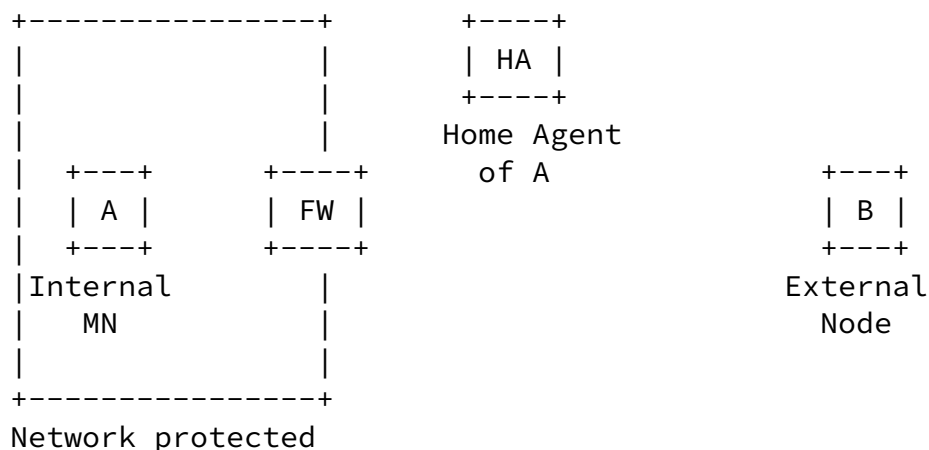 +----------------+       +----+
|                |       | HA |
|                |       +----+
|                |      Home Agent
|  +---+      +----+      of A               +---+
|  | A |      | FW |                         | B |
|  +---+      +----+                         +---+
|Internal        |                         External
|   MN           |                           Node
|                |
+----------------+
Network protected